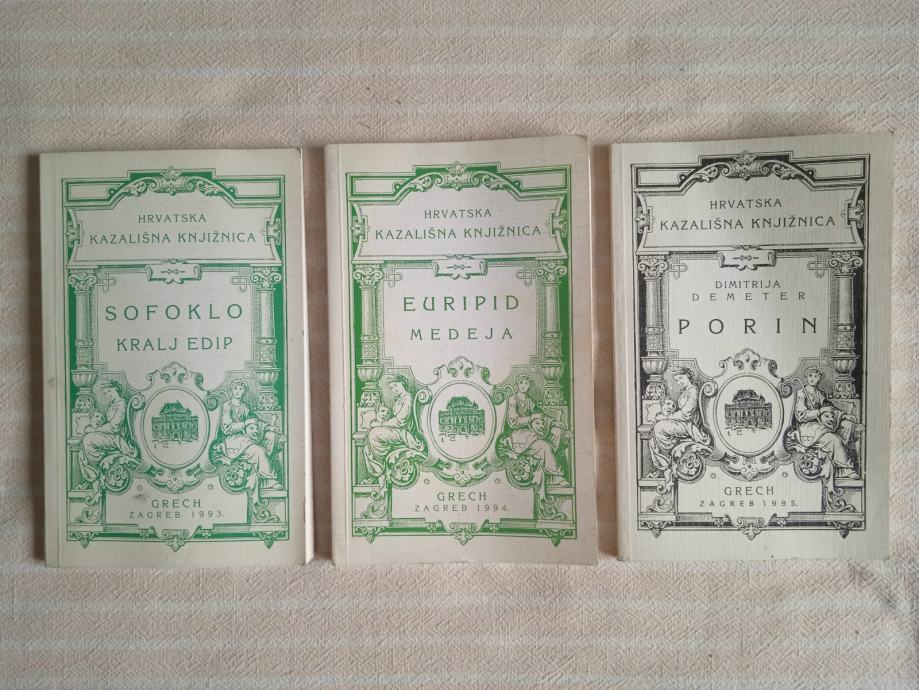 HRVATSKA
KAZALIŠNA KNJIŽNICA
SOFOKLO
KRALJ EDIP
GRECH
ZAGREB 1993.
HRVATSKA
KAZALIŠNA KNJIŽNICA
EURIPID
MEDEJA
GRECH
ZAGREB 1994.
HRVATSKA
KAZALIŠNA KNJIŽNICA
DIMITRIJA
DEMETER
PORIN
GRECH
ZAGREB 1995.